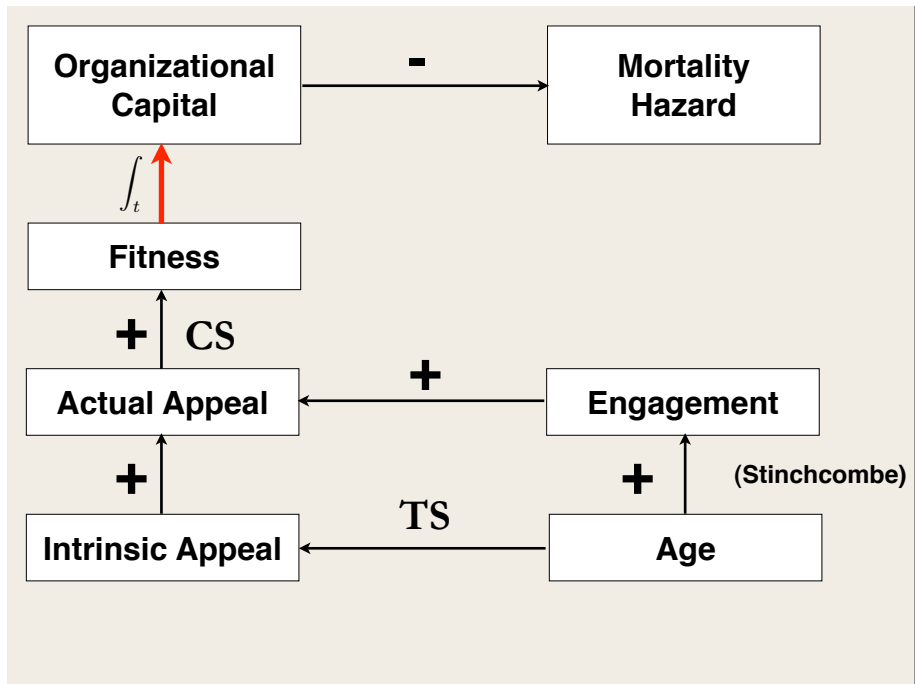 Organizational
Capital
-
Mortality
Hazard
∫t
Fitness
+ CS
Actual Appeal
+
Engagement
+
+
(Stinchcombe)
Intrinsic Appeal
TS
Age